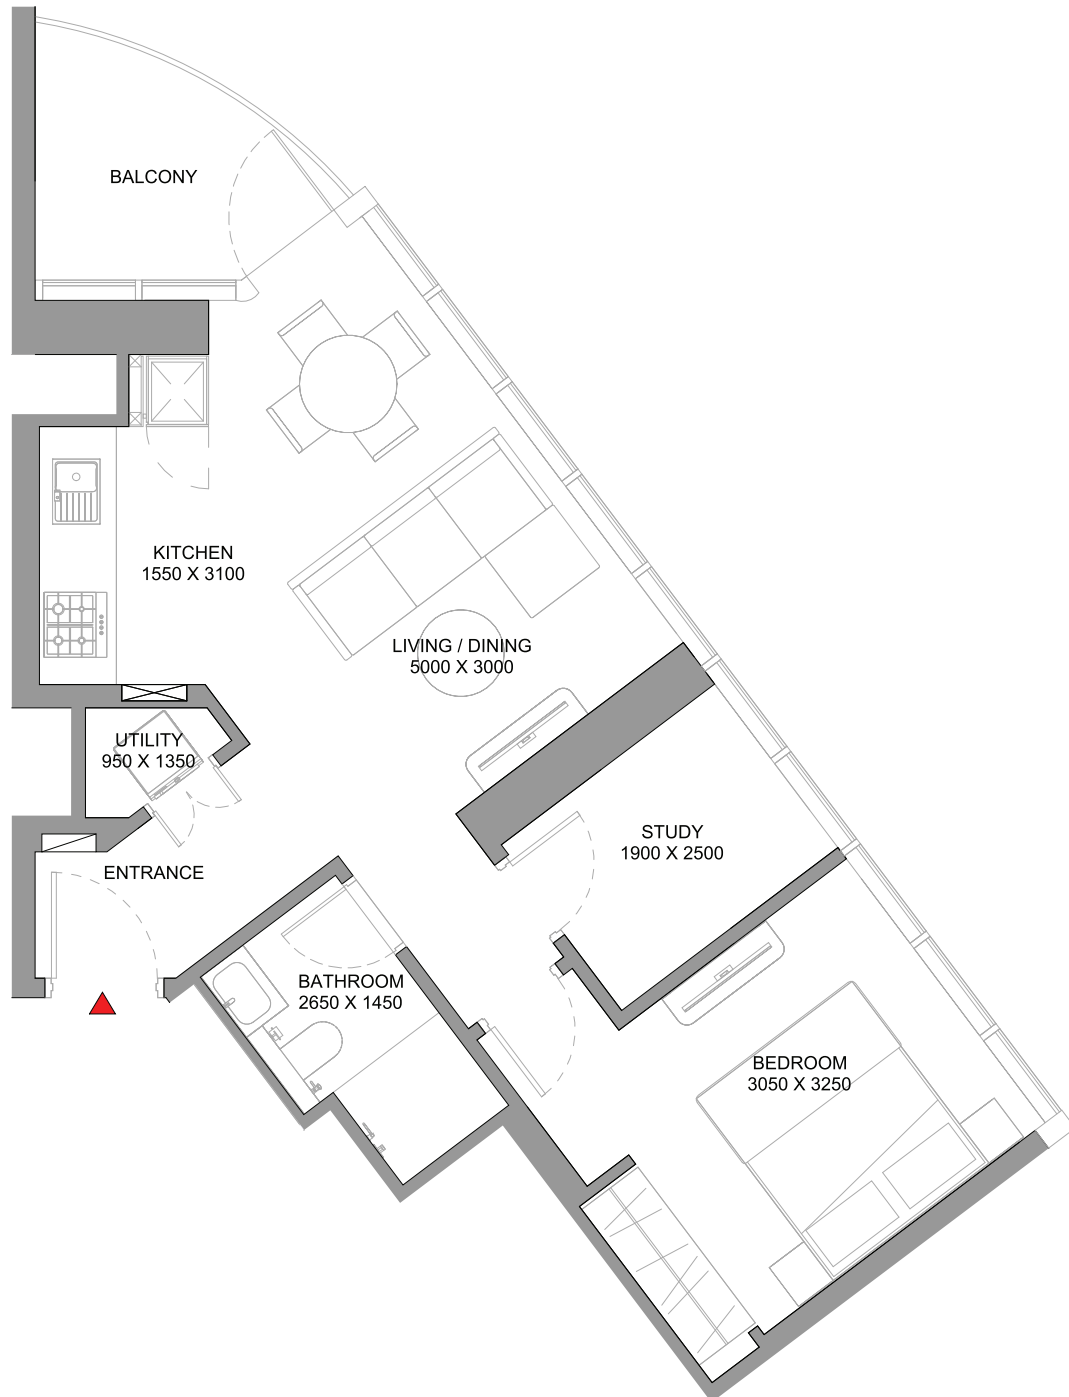 BALCONY
KITCHEN
1550 X 3100
LIVING / DINING
5000 X 3000
UTILITY
950 X 1350
STUDY
1900 X 2500
ENTRANCE
BATHROOM
2650 X 1450
BEDROOM
3050 X 3250